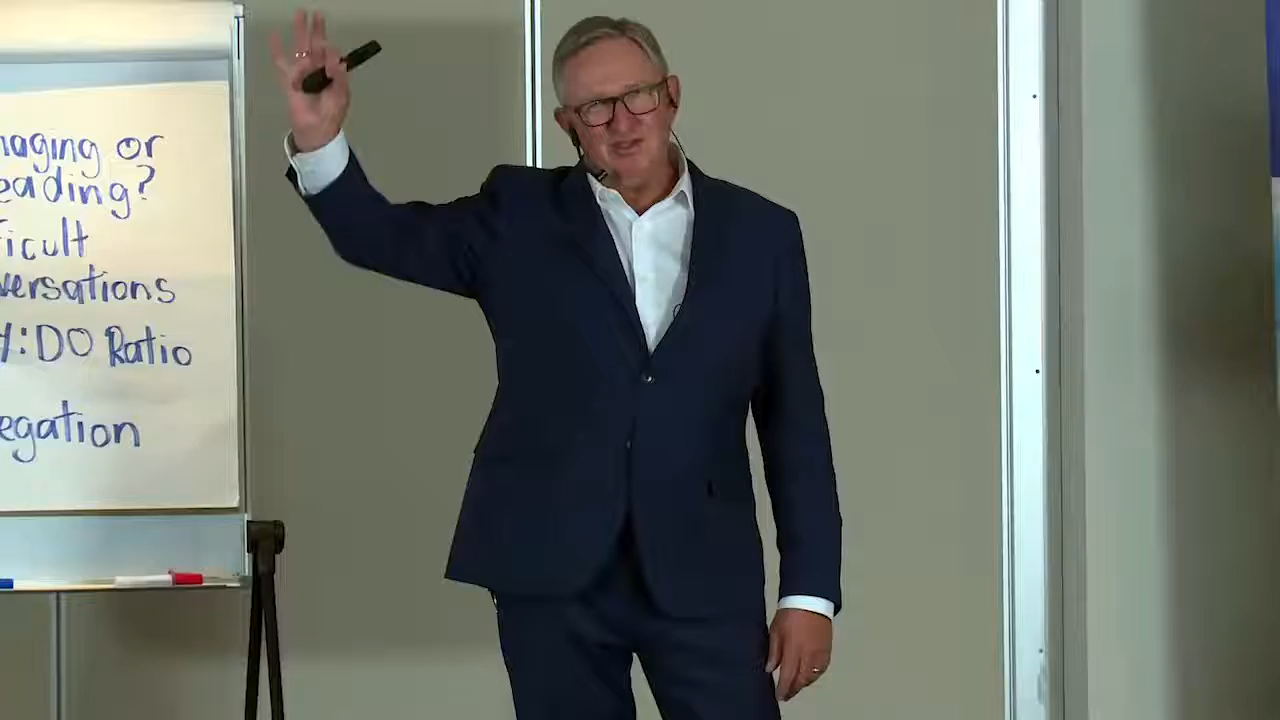 naging or
eading?
ficult
versations
Y:DO Ratio
egation